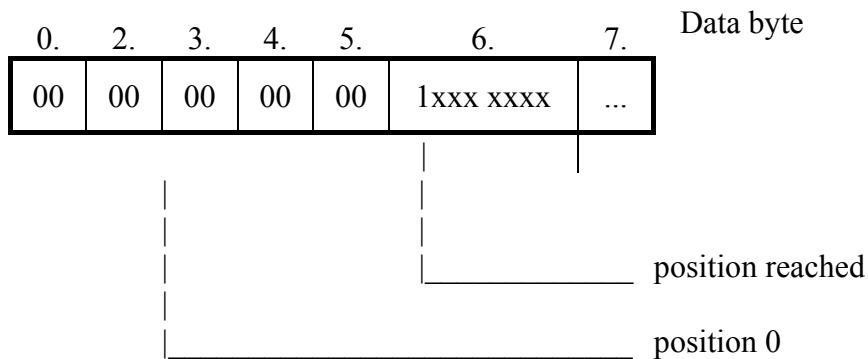 0. 2. 3. 4. 5. 6. 7. Data byte
00 00 00 00 00 1xxx xxxx ...
position reached
position 0